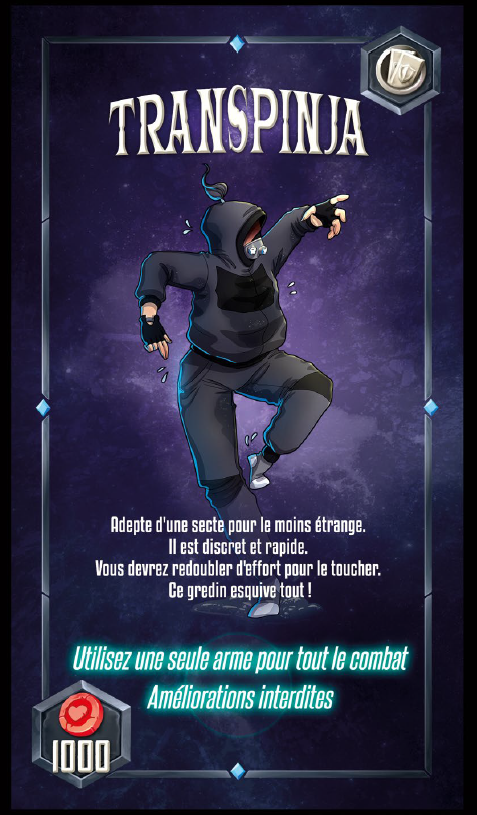 TRANSPINJA
Adepte d'une secte pour le moins étrange.
Il est discret et rapide.
Vous devrez redoubler d'effort pour le toucher.
Ce gredin esquive tout !
Utilisez une seule arme pour tout le combat
Améliorations interdites
1000